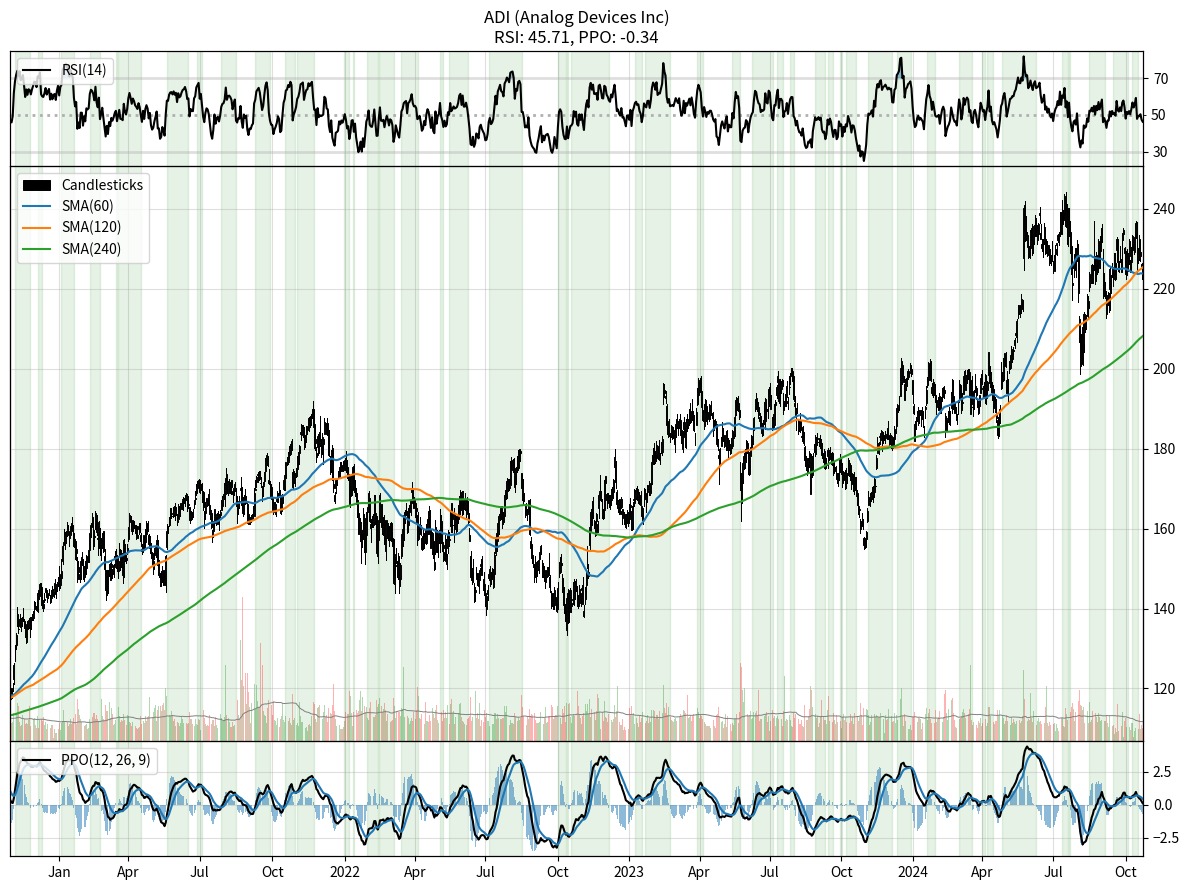 ADI (Analog Devices Inc)
RSI: 45.71, PPO: -0.34
RSI(14)
70
50
30
Candlesticks
SMA(60)
SMA(120)
SMA(240)
240
220
200
180
160
140
120
PPO(12, 26, 9)
2.5
0.0
−2.5
Jan Apr Jul Oct 2022 Apr Jul Oct 2023 Apr Jul Oct 2024 Apr Jul Oct